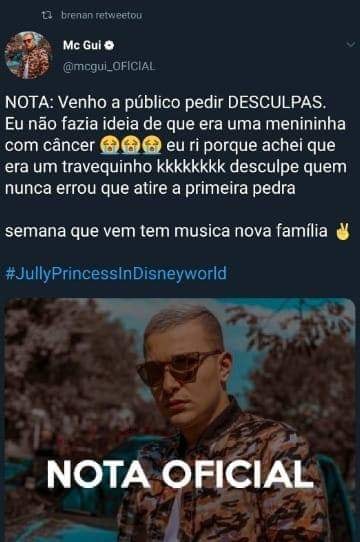 brenan retweetou
Mc Gui
@mcgui_OFICIAL
NOTA: Venho a público pedir DESCULPAS.
Eu não fazia ideia de que era uma menininha
com câncer 😭😭😭 eu ri porque achei que
era um travequinho kkkkkkkk desculpe quem
nunca errou que atire a primeira pedra
semana que vem tem musica nova família ✌
#JullyPrincessInDisneyworld
NOTA OFICIAL